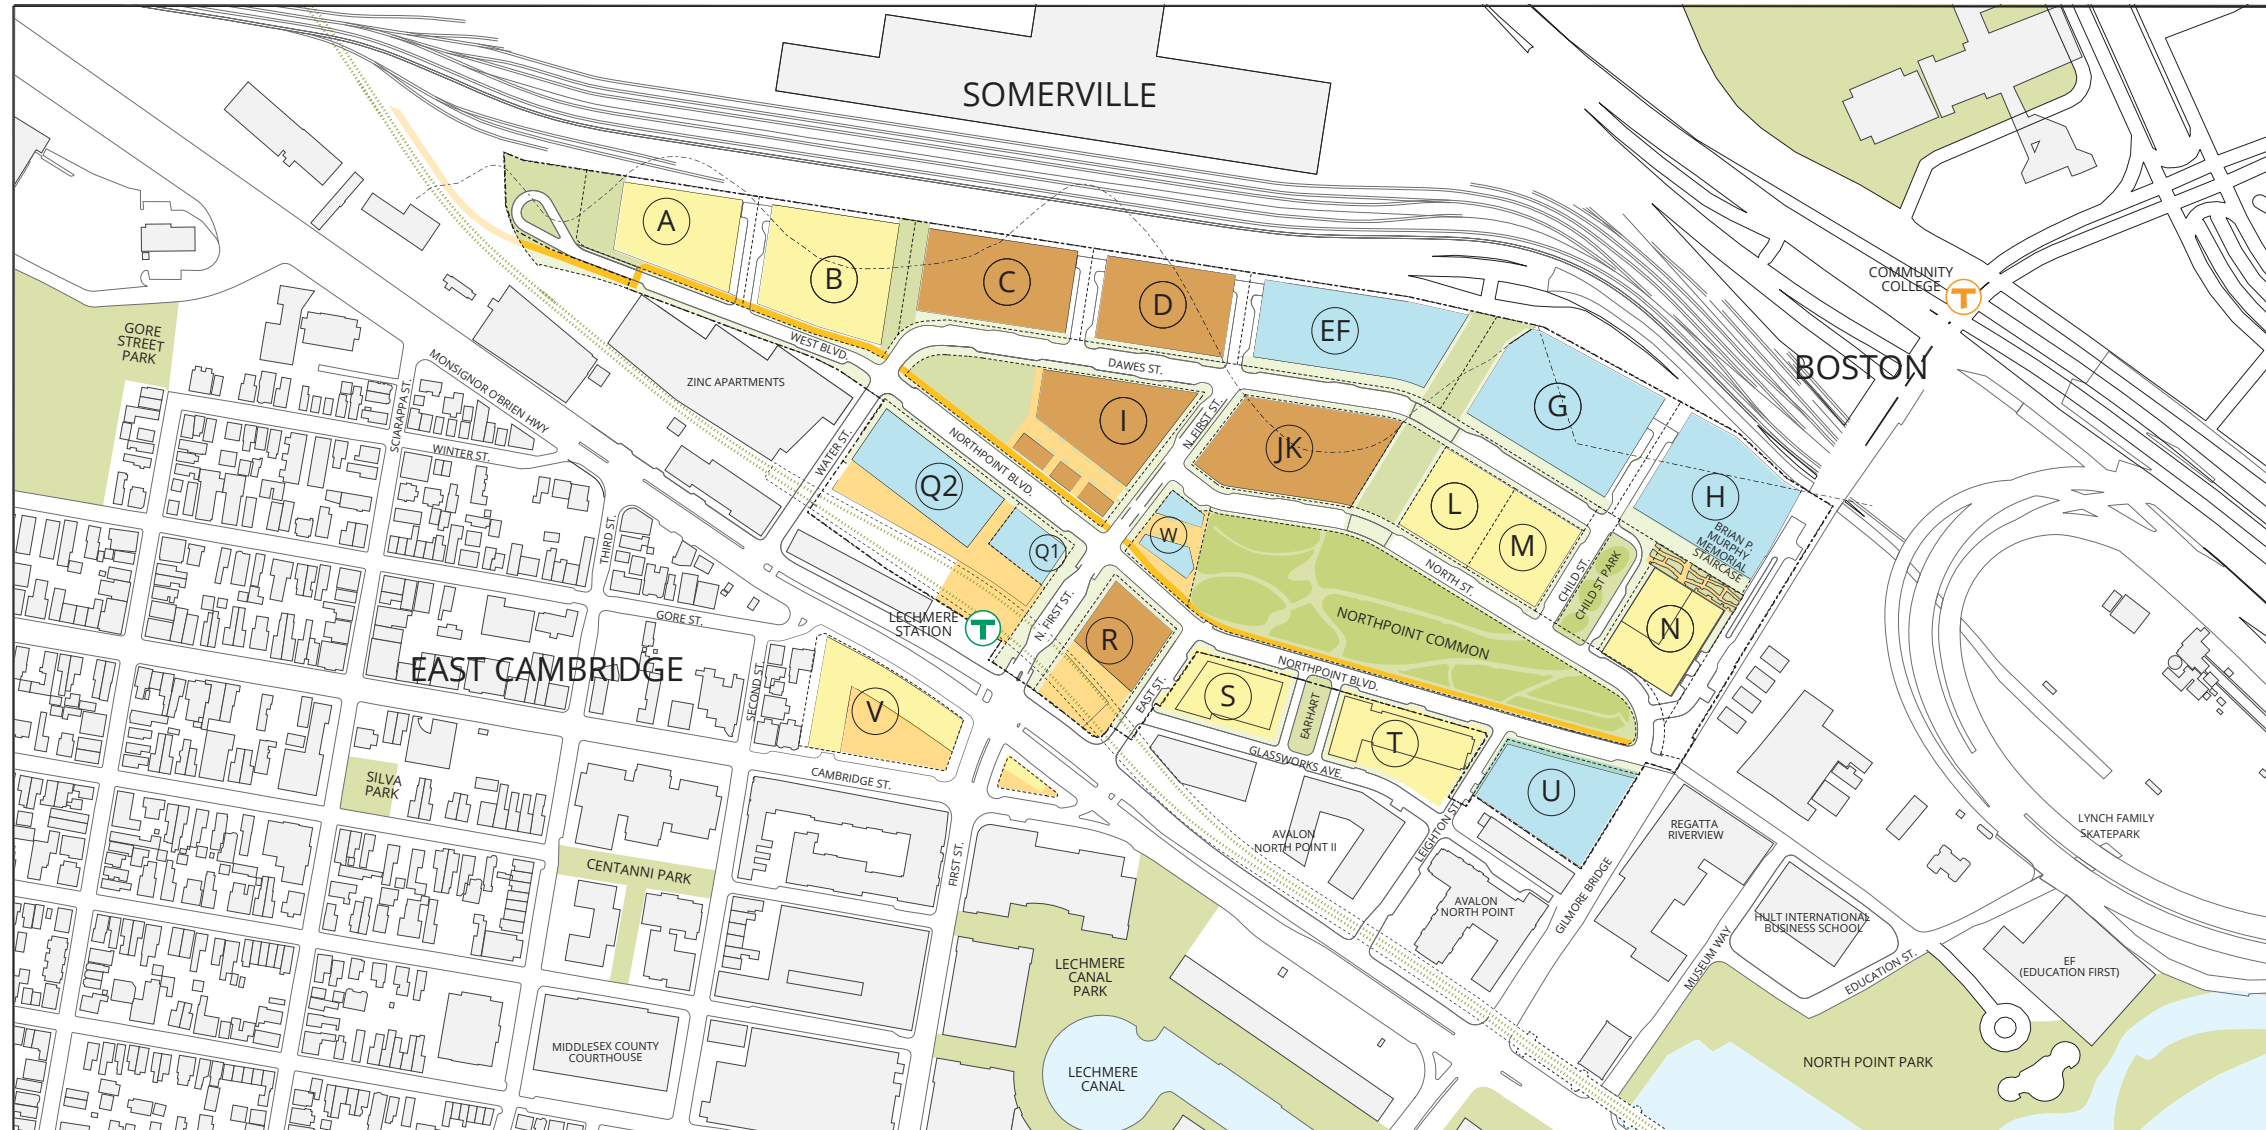 SOMERVILLE
A
B
C
D
EF
G
H
I
JK
L
M
N
Q2
Q1
W
R
S
T
U
V
COMMUNITY
COLLEGE
T
BOSTON
GORE
STREET
PARK
MONSIGNOR O'BRIEN HWY
SCIARAPPA ST.
WINTER ST.
ZINC APARTMENTS
WEST BLVD.
DAWES ST.
N. FIRST ST.
WATER ST.
NORTHPOINT BLVD.
THIRD ST.
GORE ST.
LECHMERE
STATION
T
N. FIRST ST.
EAST CAMBRIDGE
SECOND ST.
BRIAN P.
MURPHY
MEMORIAL
STAIRCASE
CHILD ST.
CHILD ST PARK
NORTH ST.
NORTHPOINT COMMON
NORTHPOINT BLVD.
EAST ST.
EARHART
GLASSWORKS AVE.
SILVA
PARK
CAMBRIDGE ST.
CENTANNI PARK
FIRST ST.
AVALON
NORTH POINT II
LEIGHTON ST.
REGATTA
RIVERVIEW
LYNCH FAMILY
SKATEPARK
AVALON
NORTH POINT
GILMORE BRIDGE
HULT INTERNATIONAL
BUSINESS SCHOOL
MUSEUM WAY
EDUCATION ST.
EF
(EDUCATION FIRST)
LECHMERE
CANAL
PARK
MIDDLESEX COUNTY
COURTHOUSE
LECHMERE
CANAL
NORTH POINT PARK